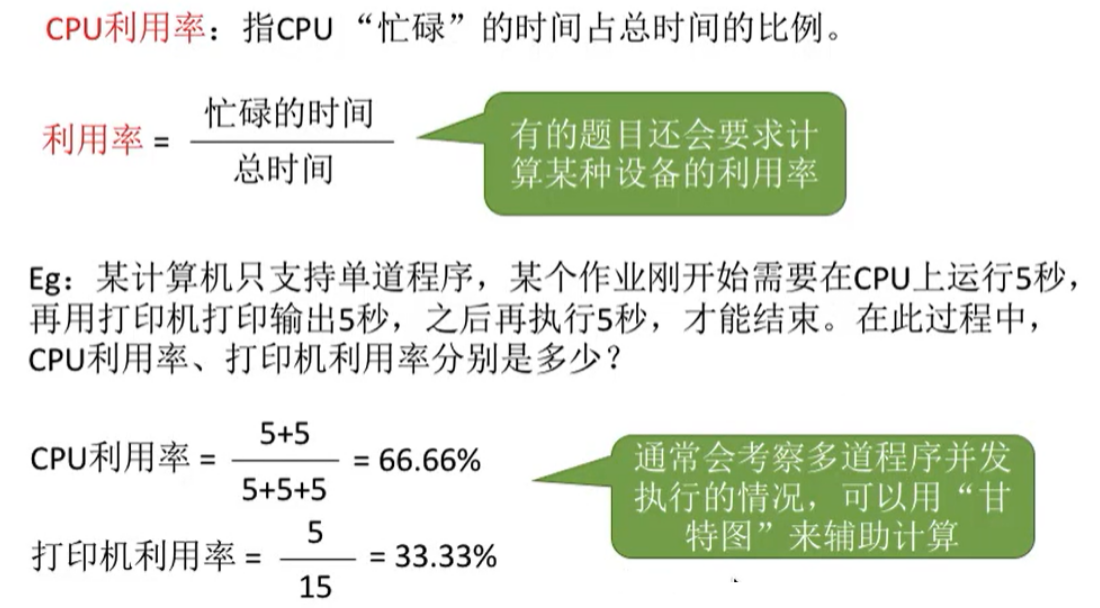 CPU利用率：指CPU “忙碌”的时间占总时间的比例。
利用率 = 忙碌的时间
总时间
有的题目还会要求计
算某种设备的利用率
Eg：某计算机只支持单道程序，某个作业刚开始需要在CPU上运行5秒，
再用打印机打印输出5秒，之后再执行5秒，才能结束。在此过程中，
CPU利用率、打印机利用率分别是多少？
5+5
CPU利用率 = = 66.66%
5+5+5
通常会考察多道程序并发
执行的情况，可以用“甘
特图”来辅助计算
5
打印机利用率 = = 33.33%
15